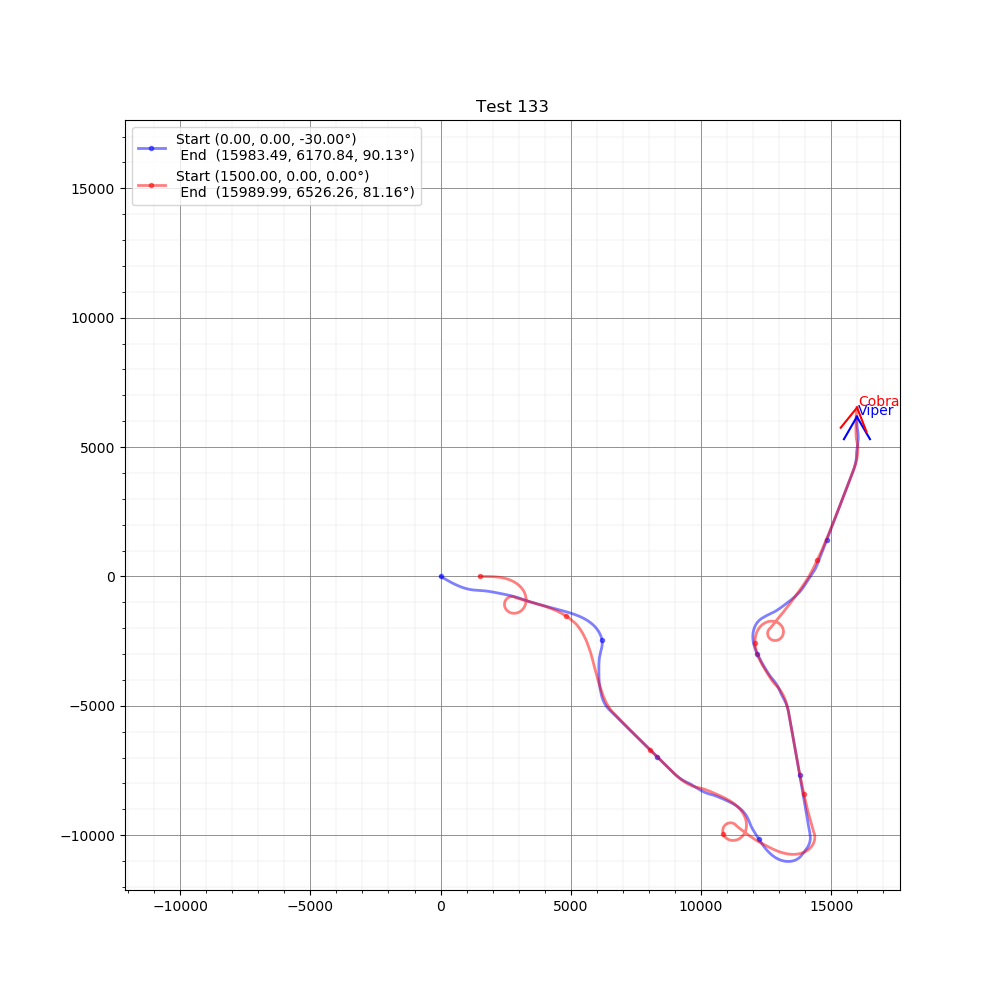 Test 133
Start (0.00, 0.00, -30.00°)
End (15983.49, 6170.84, 90.13°)
Start (1500.00, 0.00, 0.00°)
End (15989.99, 6526.26, 81.16°)
15000
10000
5000
0
−5000
−10000
Cobra
Viper
−10000
−5000
0
5000
10000
15000